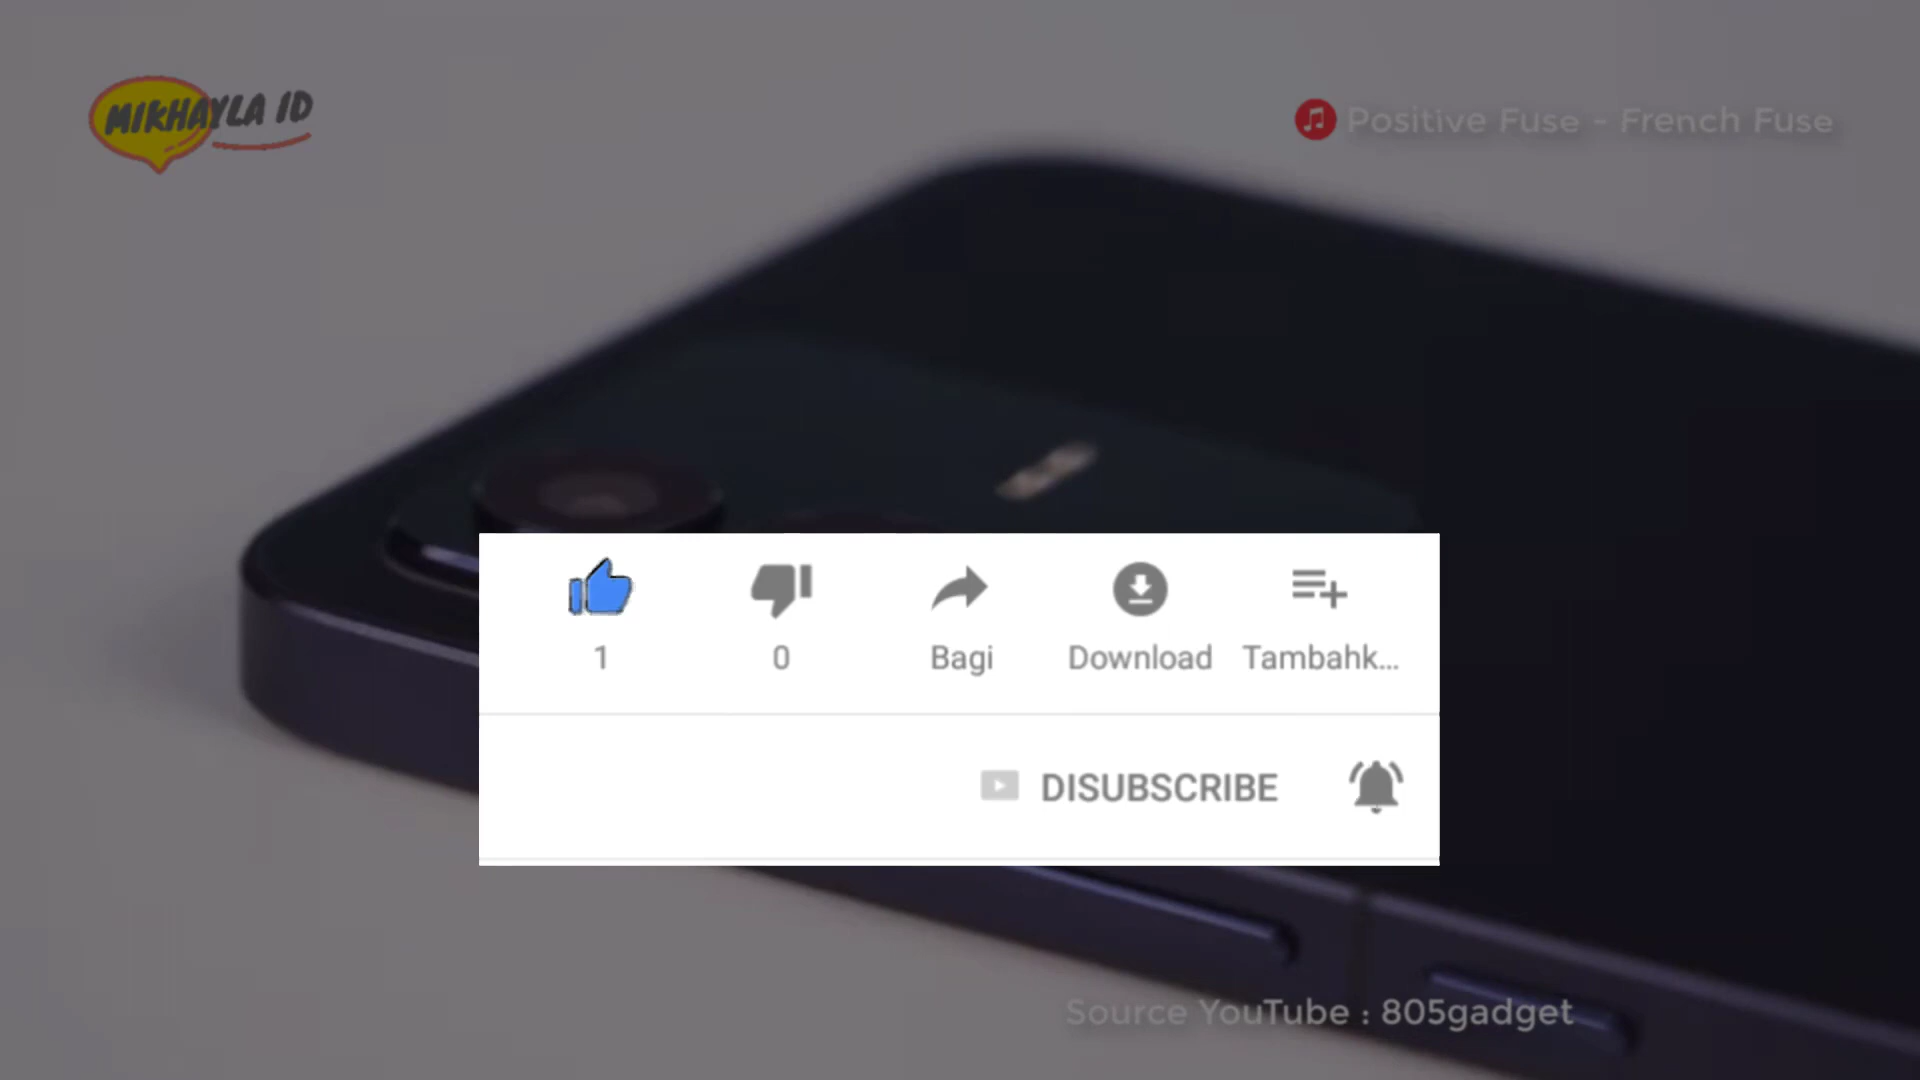 MIKHAYLA ID
Positive Fuse - French Fuse
1
0
Bagi
Download
Tambahk...
DISUBSCRIBE
Source YouTube : 805gadget